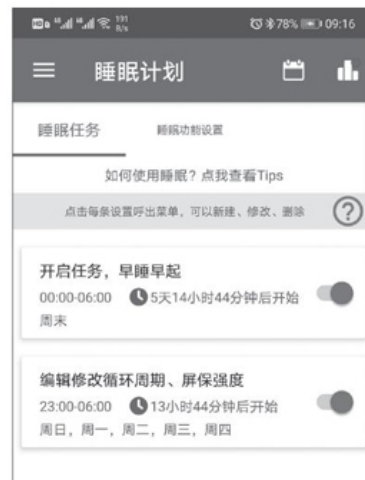 191
B/s
78% 09:16
睡眠计划
睡眠任务 睡眠功能设置
如何使用睡眠？点我查看Tips
点击每条设置呼出菜单，可以新建、修改、删除 ?
开启任务，早睡早起
00:00-06:00 5天14小时44分钟后开始
周末
编辑修改循环周期、屏保强度
23:00-06:00 13小时44分钟后开始
周日，周一，周二，周三，周四